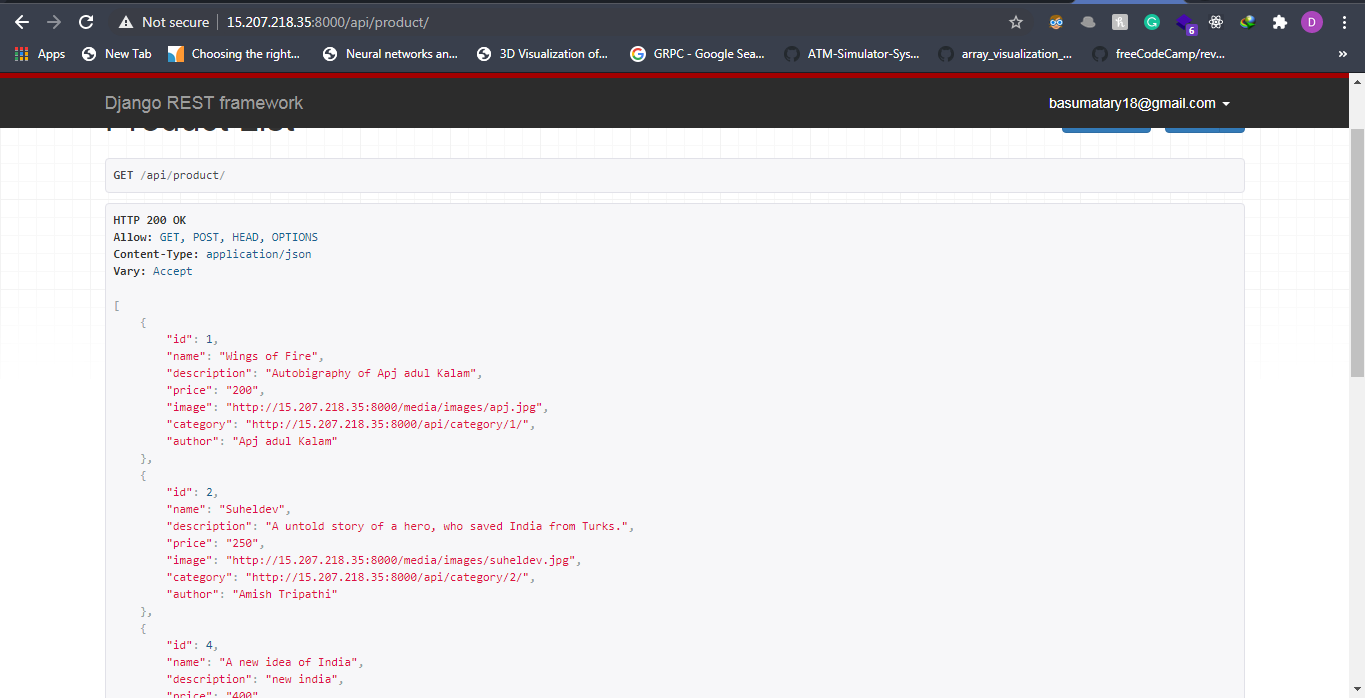 Not secure 15.207.218.35:8000/api/product/
6
D
Apps New Tab Choosing the right... Neural networks an... 3D Visualization of... GRPC - Google Sea... ATM-Simulator-Sys... array_visualization_... freeCodeCamp/rev... »
Django REST framework basumatary18@gmail.com
Product List
GET /api/product/
HTTP 200 OK
Allow: GET, POST, HEAD, OPTIONS
Content-Type: application/json
Vary: Accept
[
{
"id": 1,
"name": "Wings of Fire",
"description": "Autobigraphy of Apj adul Kalam",
"price": "200",
"image": "http://15.207.218.35:8000/media/images/apj.jpg",
"category": "http://15.207.218.35:8000/api/category/1/",
"author": "Apj adul Kalam"
},
{
"id": 2,
"name": "Suheldev",
"description": "A untold story of a hero, who saved India from Turks.",
"price": "250",
"image": "http://15.207.218.35:8000/media/images/suheldev.jpg",
"category": "http://15.207.218.35:8000/api/category/2/",
"author": "Amish Tripathi"
},
{
"id": 4,
"name": "A new idea of India",
"description": "new india",
"price": "400"